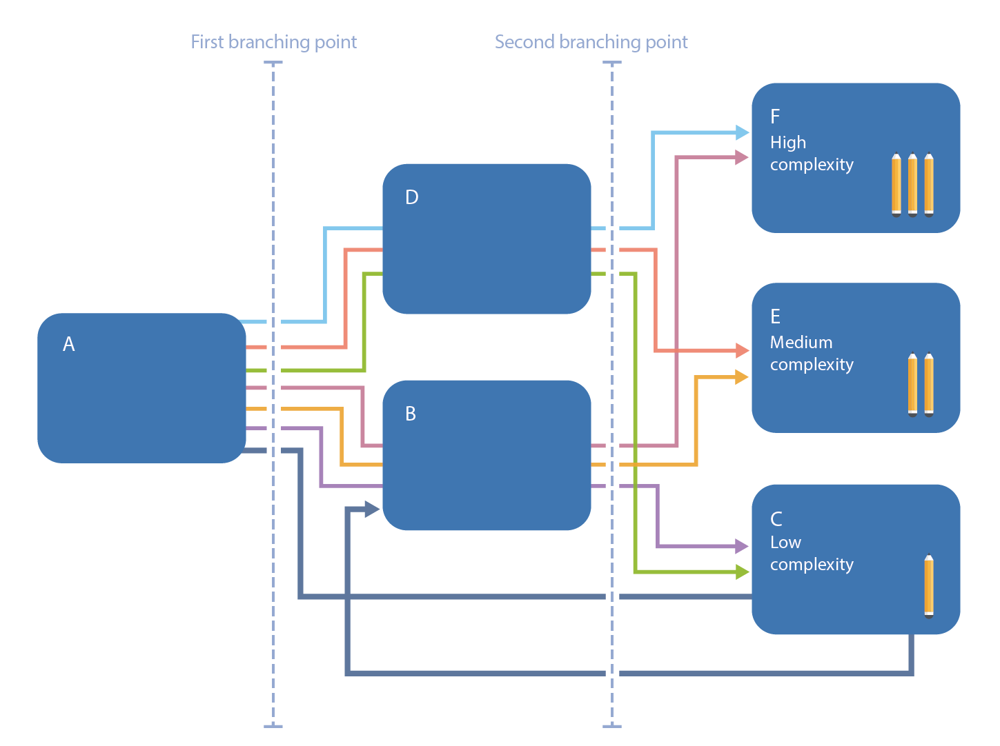 First branching point
Second branching point
F
High
complexity
D
E
Medium
complexity
A
B
C
Low
complexity